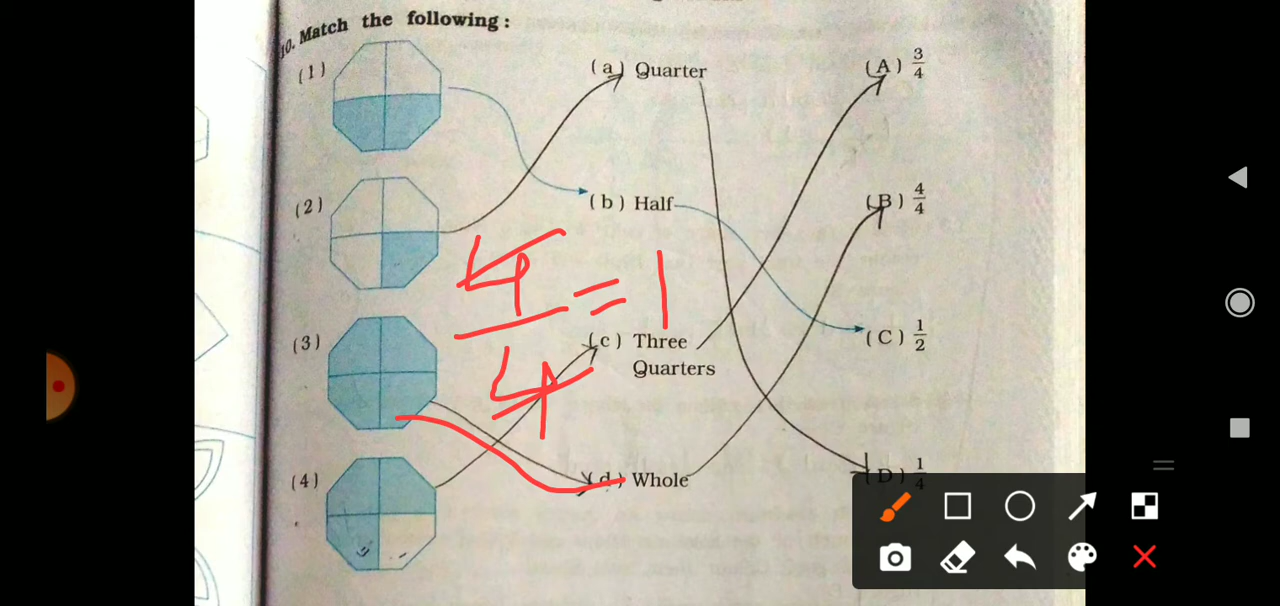 10. Match the following :
(1)
(a) Quarter
(A) 3/4
(2)
(b) Half
(B) 4/4
4/4 = 1
(3)
(c) Three
Quarters
(C) 1/2
(4)
(d) Whole
(D) 1/4